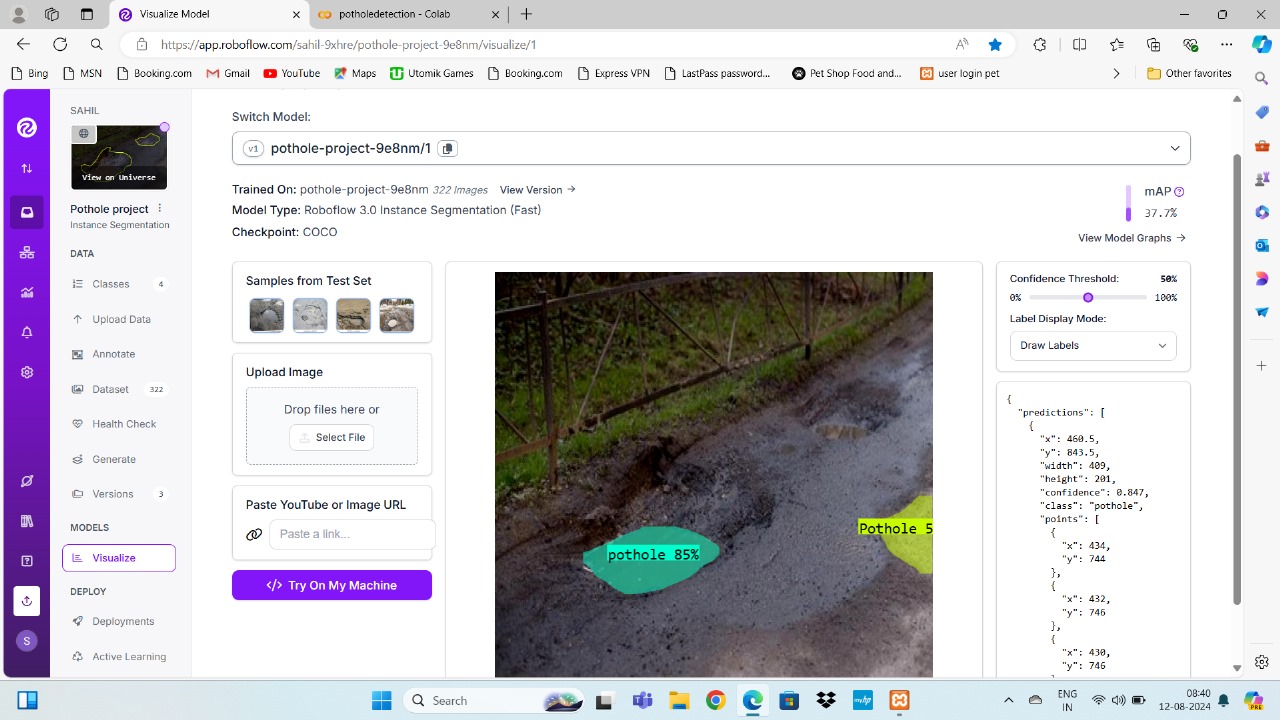 Visualize Model
potholedetection - Colab
https://app.roboflow.com/sahil-9xhre/pothole-project-9e8nm/visualize/1
Bing
MSN
Booking.com
Gmail
YouTube
Maps
Utomik Games
Booking.com
Express VPN
LastPass password...
Pet Shop Food and...
user login pet
Other favorites
SAHIL
View on Universe
Pothole project
Instance Segmentation
DATA
Classes 4
Upload Data
Annotate
Dataset 322
Health Check
Generate
Versions 3
MODELS
Visualize
DEPLOY
Deployments
Active Learning
S
Switch Model:
v1 pothole-project-9e8nm/1
Trained On: pothole-project-9e8nm 322 Images View Version →
Model Type: Roboflow 3.0 Instance Segmentation (Fast)
Checkpoint: COCO
mAP
37.7%
View Model Graphs →
Samples from Test Set
Upload Image
Drop files here or
Select File
Paste YouTube or Image URL
Paste a link...
</> Try On My Machine
pothole 85%
Pothole 5
Confidence Threshold: 50%
0% 100%
Label Display Mode:
Draw Labels
{
"predictions": [
{
"x": 460.5,
"y": 843.5,
"width": 409,
"height": 201,
"confidence": 0.847,
"class": "pothole",
"points": [
{
"x": 434,
"y": 744
},
{
"x": 432,
"y": 746
},
{
"x": 430,
"y": 746
Search
ENG
IN
08:40
12-08-2024